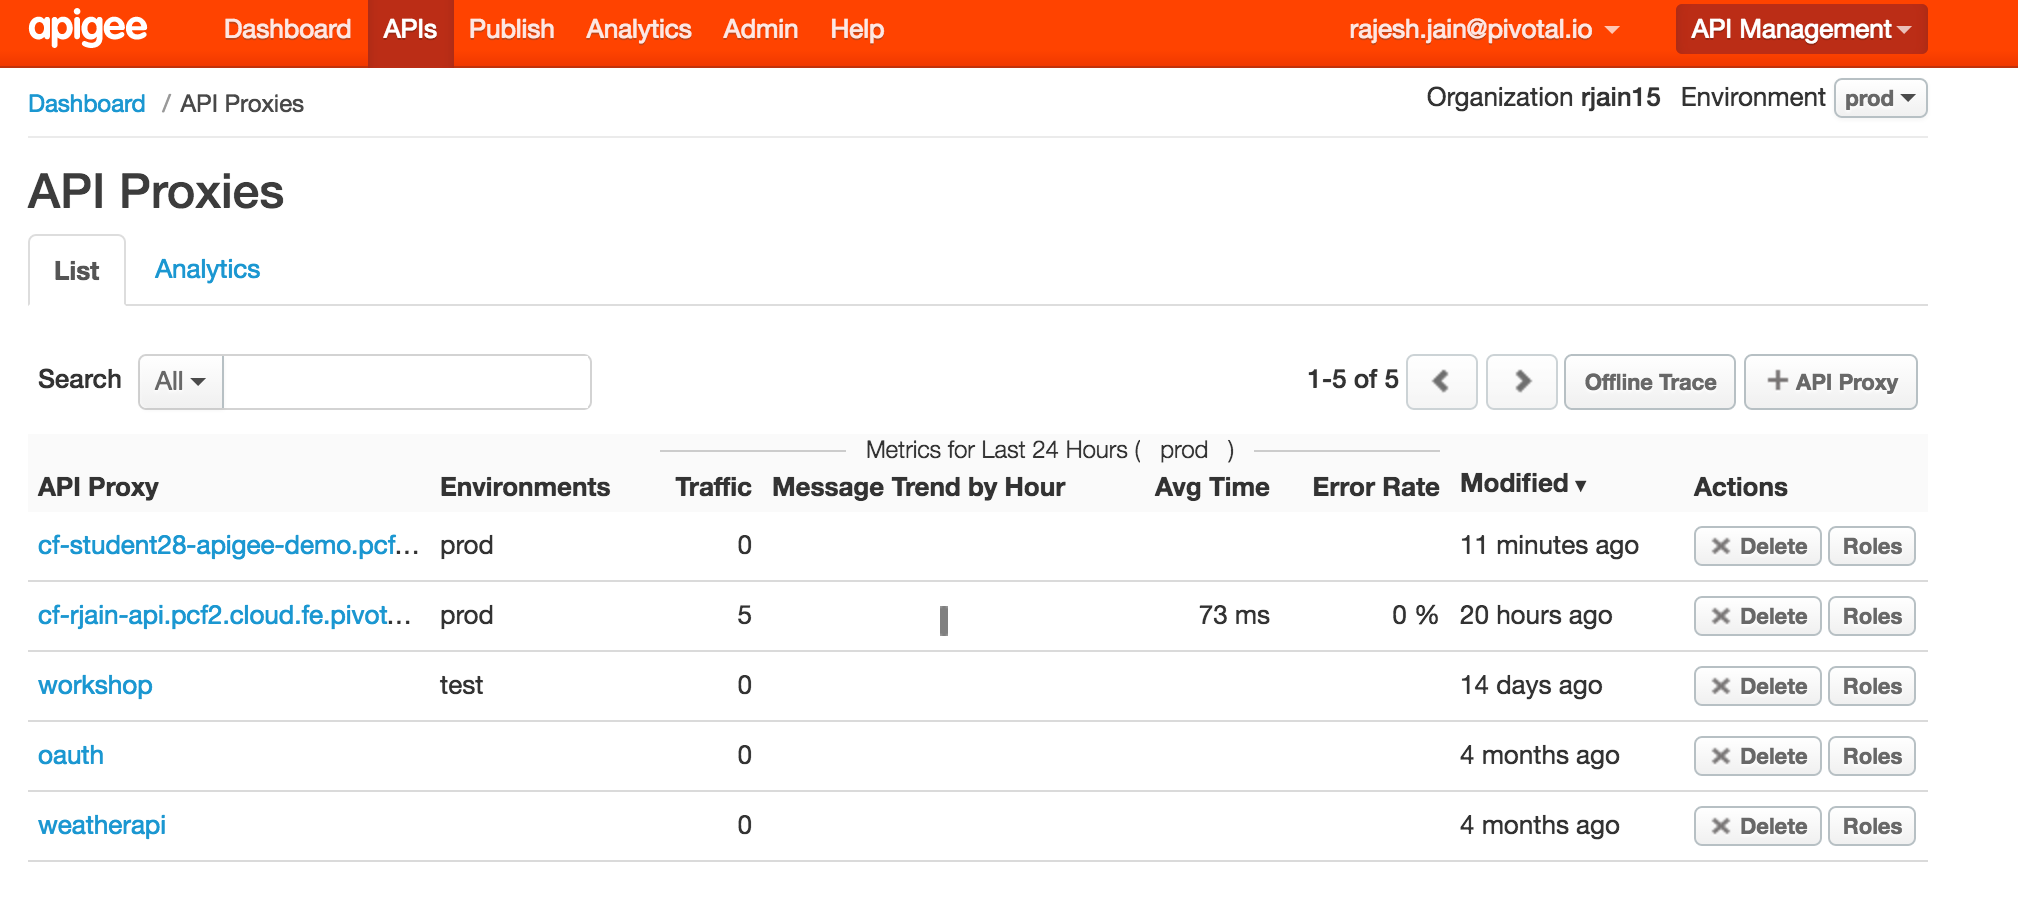 apigee Dashboard APIs Publish Analytics Admin Help rajesh.jain@pivotal.io API Management
Dashboard / API Proxies Organization rjain15 Environment prod
API Proxies
List Analytics
Search All 1-5 of 5 Offline Trace + API Proxy
Metrics for Last 24 Hours ( prod )
API Proxy Environments Traffic Message Trend by Hour Avg Time Error Rate Modified Actions
cf-student28-apigee-demo.pcf... prod 0 11 minutes ago Delete Roles
cf-rjain-api.pcf2.cloud.fe.pivot... prod 5 73 ms 0 % 20 hours ago Delete Roles
workshop test 0 14 days ago Delete Roles
oauth 0 4 months ago Delete Roles
weatherapi 0 4 months ago Delete Roles